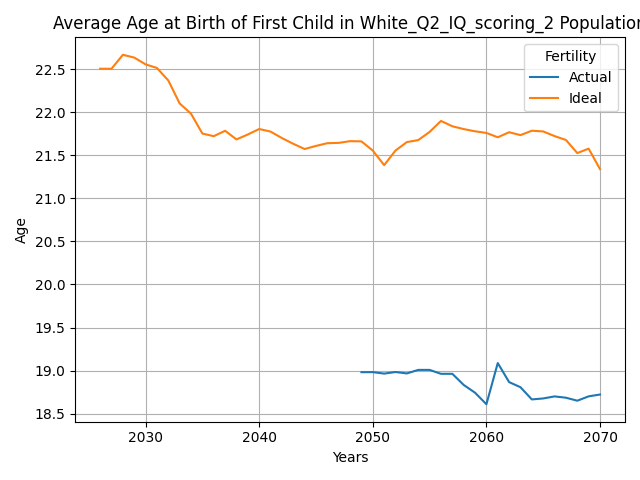 Average Age at Birth of First Child in White_Q2_IQ_scoring_2 Population
Fertility
Actual
Ideal
Age
22.5
22.0
21.5
21.0
20.5
20.0
19.5
19.0
18.5
2030
2040
2050
2060
2070
Years